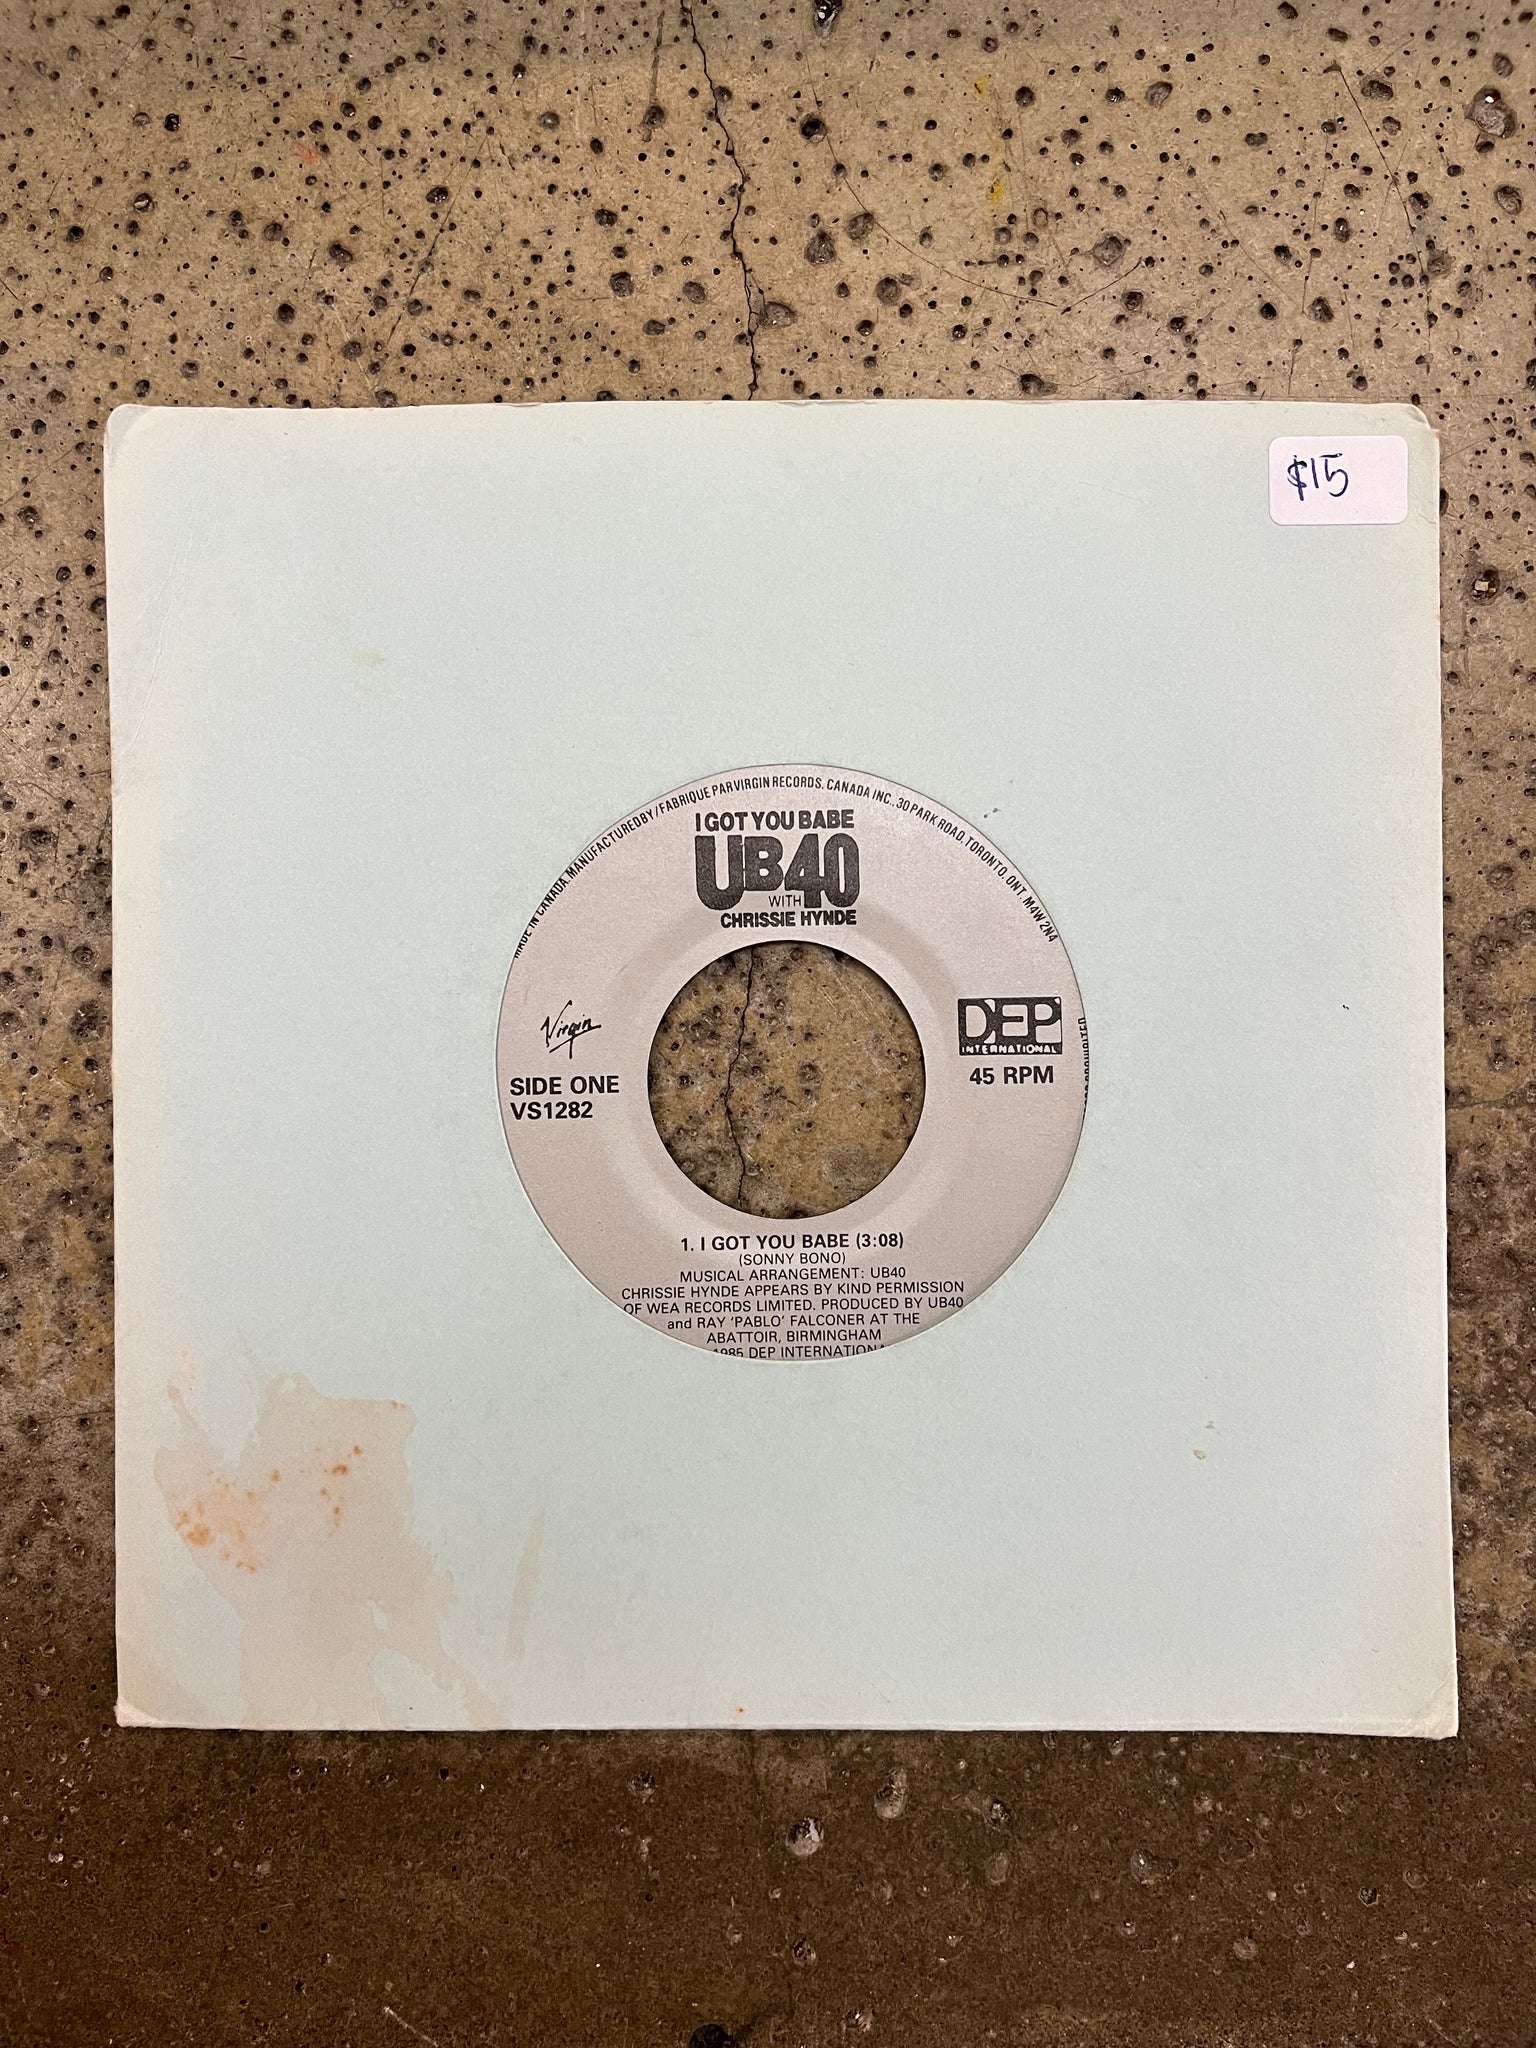 $15
MADE IN CANADA. MANUFACTURED BY / FABRIQUE PAR VIRGIN RECORDS. CANADA INC., 30 PARK ROAD, TORONTO. ONT. M4W 2N4
I GOT YOU BABE
UB40
WITH
CHRISSIE HYNDE
Virgin
DEP
INTERNATIONAL
SIDE ONE
VS1282
45 RPM
1. I GOT YOU BABE (3:08)
(SONNY BONO)
MUSICAL ARRANGEMENT: UB40
CHRISSIE HYNDE APPEARS BY KIND PERMISSION
OF WEA RECORDS LIMITED. PRODUCED BY UB40
and RAY 'PABLO' FALCONER AT THE
ABATTOIR, BIRMINGHAM
1985 DEP INTERNATIONA